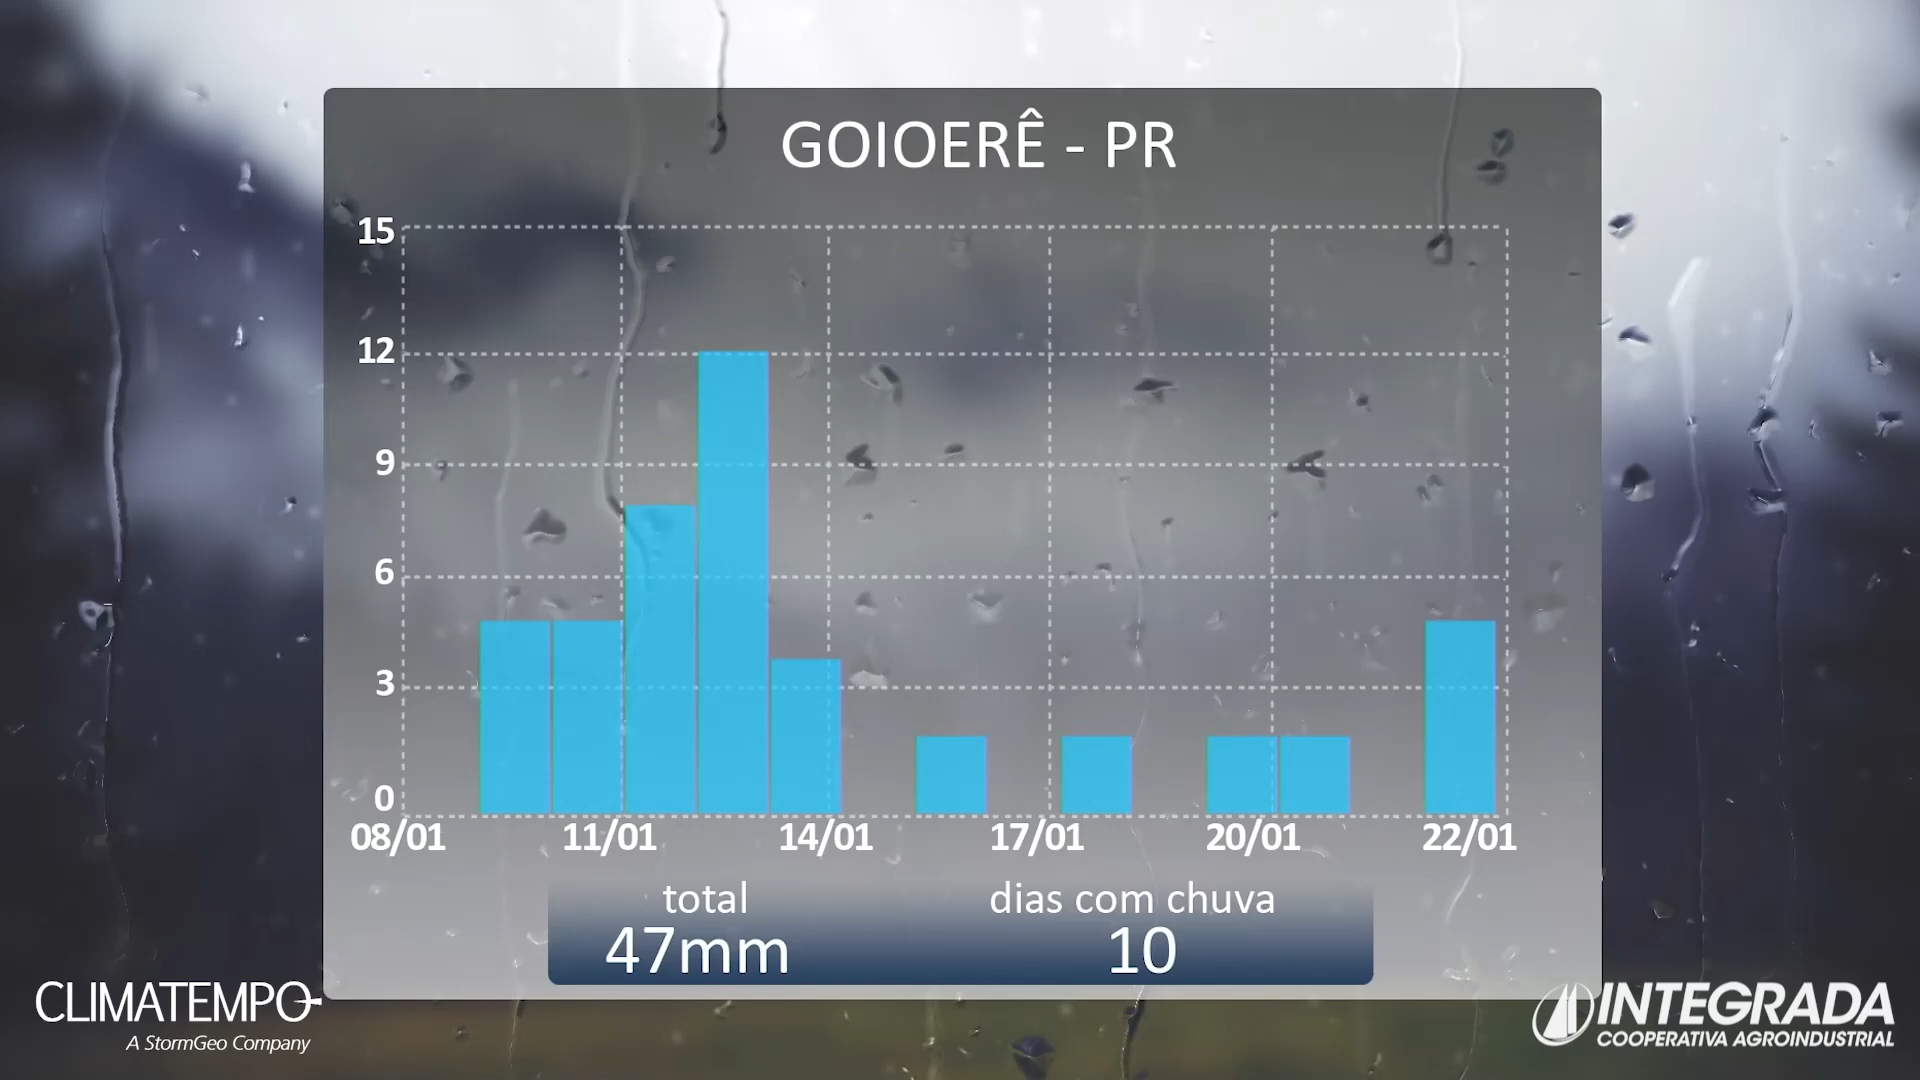 GOIOERÊ - PR
15
12
9
6
3
0
08/01 11/01 14/01 17/01 20/01 22/01
total dias com chuva
47mm 10
CLIMATEMPO
A StormGeo Company
INTEGRADA
COOPERATIVA AGROINDUSTRIAL